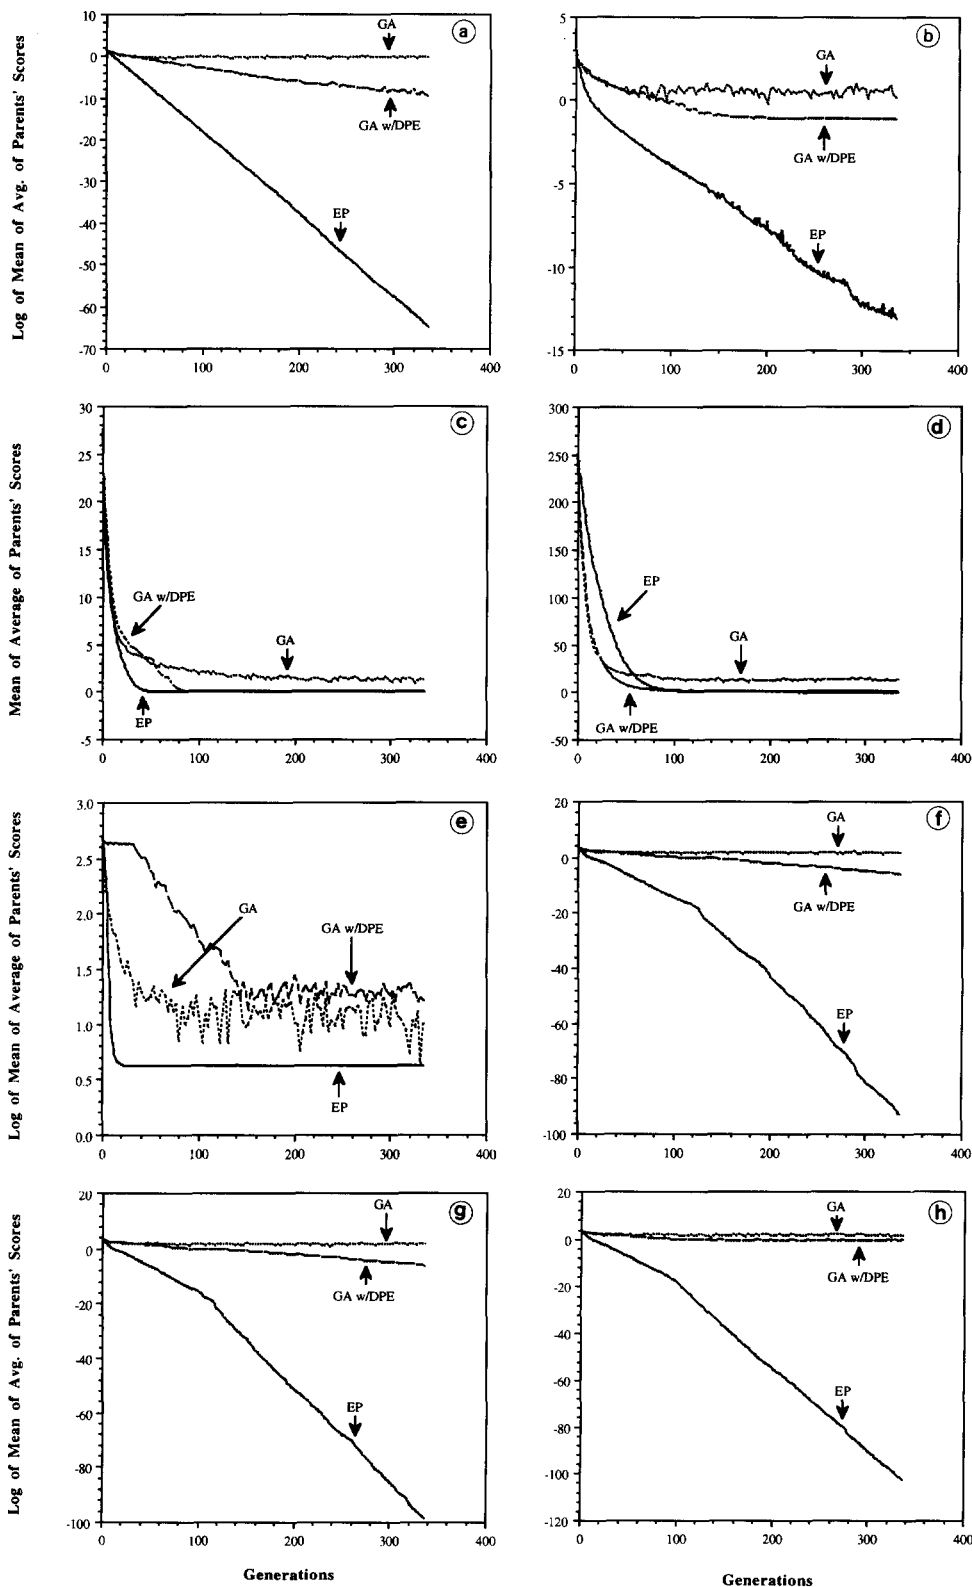 Log of Mean of Avg. of Parents' Scores
10
0
-10
-20
-30
-40
-50
-60
-70
0
100
200
300
400
a
GA
GA w/DPE
EP
5
0
-5
-10
-15
0
100
200
300
400
b
GA
GA w/DPE
EP
Mean of Average of Parents' Scores
30
25
20
15
10
5
0
-5
0
100
200
300
400
c
GA w/DPE
GA
EP
300
250
200
150
100
50
0
-50
0
100
200
300
400
d
EP
GA
GA w/DPE
Log of Mean of Average of Parents' Scores
3.0
2.5
2.0
1.5
1.0
0.5
0.0
0
100
200
300
400
e
GA
GA w/DPE
EP
20
0
-20
-40
-60
-80
-100
0
100
200
300
400
f
GA
GA w/DPE
EP
Log of Mean of Avg. of Parents' Scores
20
0
-20
-40
-60
-80
-100
0
100
200
300
400
g
GA
GA w/DPE
EP
Generations
20
0
-20
-40
-60
-80
-100
-120
0
100
200
300
400
h
GA
GA w/DPE
EP
Generations